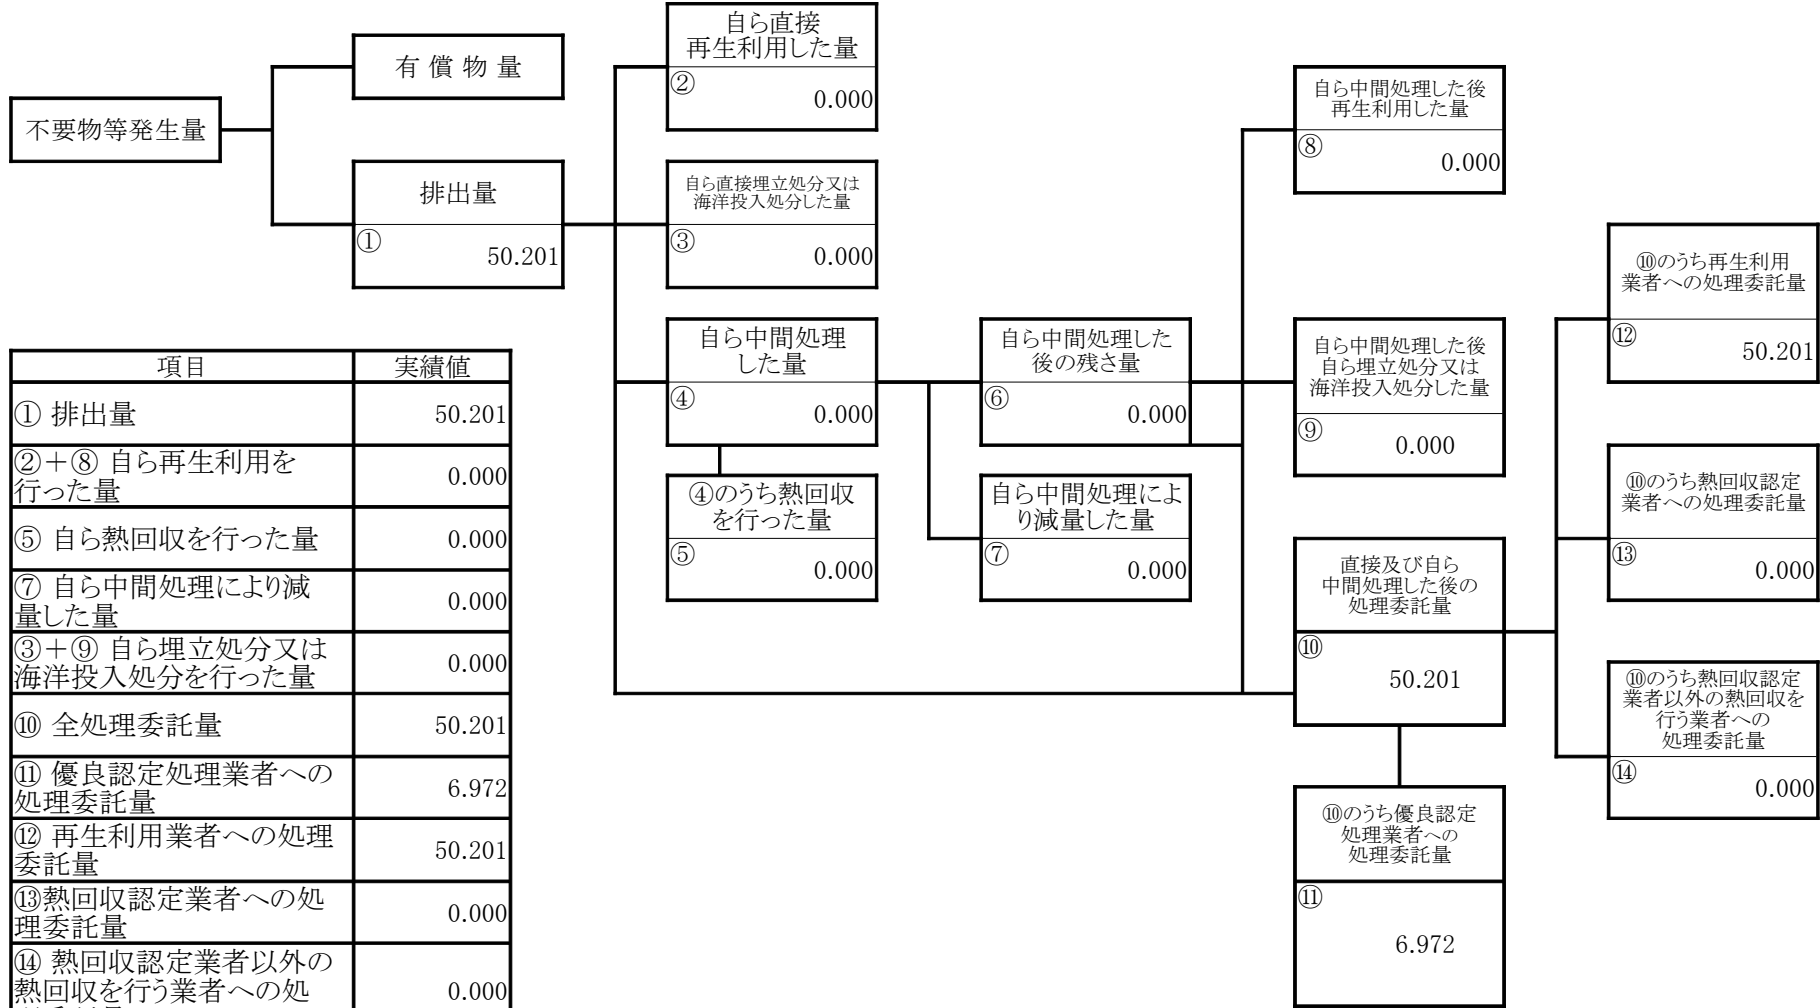 不要物等発生量
有 償 物 量
排出量
①
50.201
自ら直接
再生利用した量
②
0.000
自ら直接埋立処分又は
海洋投入処分した量
③
0.000
自ら中間処理
した量
④
0.000
④のうち熱回収
を行った量
⑤
0.000
自ら中間処理した
後の残さ量
⑥
0.000
自ら中間処理によ
り減量した量
⑦
0.000
自ら中間処理した後
再生利用した量
⑧
0.000
自ら中間処理した後
自ら埋立処分又は
海洋投入処分した量
⑨
0.000
直接及び自ら
中間処理した後の
処理委託量
⑩
50.201
⑩のうち優良認定
処理業者への
処理委託量
⑪
6.972
⑩のうち再生利用
業者への処理委託量
⑫
50.201
⑩のうち熱回収認定
業者への処理委託量
⑬
0.000
⑩のうち熱回収認定
業者以外の熱回収を
行う業者への
処理委託量
⑭
0.000
項目 実績値
① 排出量 50.201
②＋⑧ 自ら再生利用を
行った量 0.000
⑤ 自ら熱回収を行った量 0.000
⑦ 自ら中間処理により減
量した量 0.000
③＋⑨ 自ら埋立処分又は
海洋投入処分を行った量 0.000
⑩ 全処理委託量 50.201
⑪ 優良認定処理業者への
処理委託量 6.972
⑫ 再生利用業者への処理
委託量 50.201
⑬熱回収認定業者への処
理委託量 0.000
⑭ 熱回収認定業者以外の
熱回収を行う業者への処 0.000